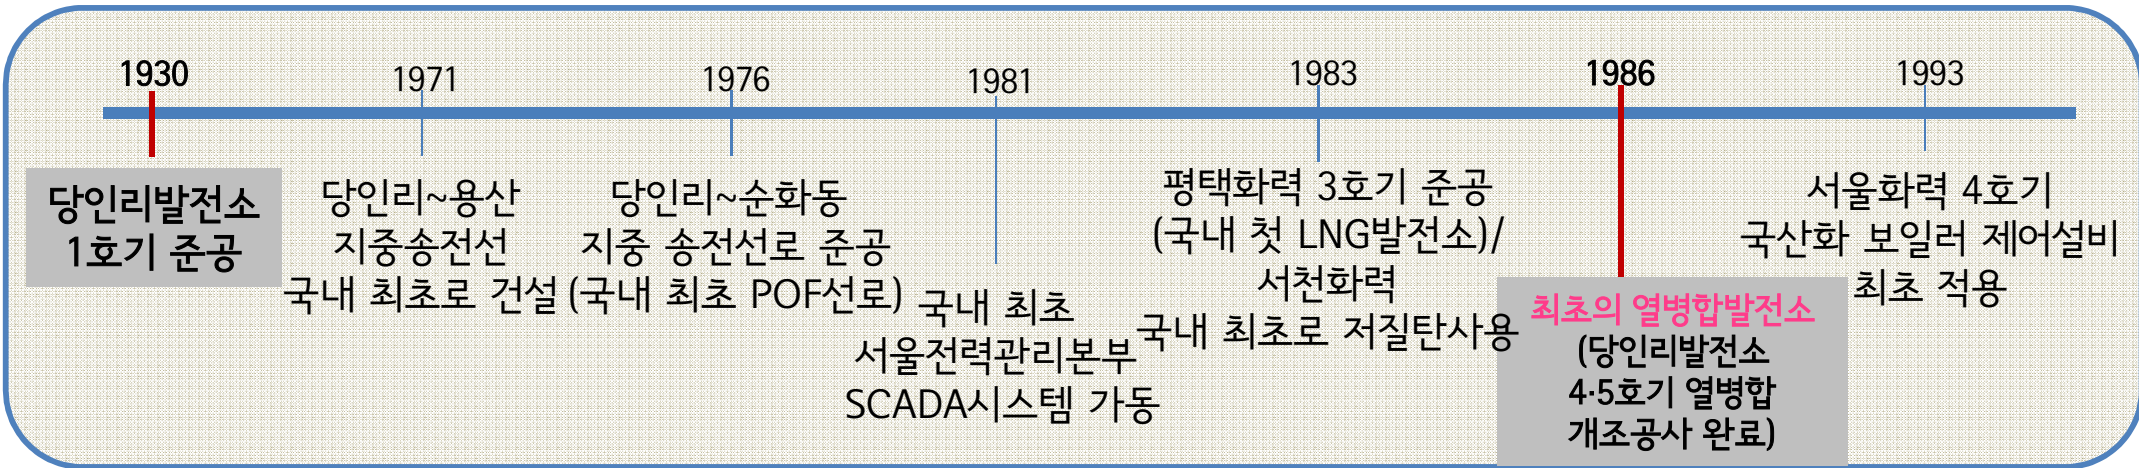 1930
당인리발전소
1호기 준공
1971
당인리~용산
지중송전선
국내 최초로 건설
1976
당인리~순화동
지중 송전선로 준공
(국내 최초 POF선로)
1981
국내 최초
서울전력관리본부
SCADA시스템 가동
1983
평택화력 3호기 준공
(국내 첫 LNG발전소)/
서천화력
국내 최초로 저질탄사용
1986
최초의 열병합발전소
(당인리발전소
4·5호기 열병합
개조공사 완료)
1993
서울화력 4호기
국산화 보일러 제어설비
최초 적용